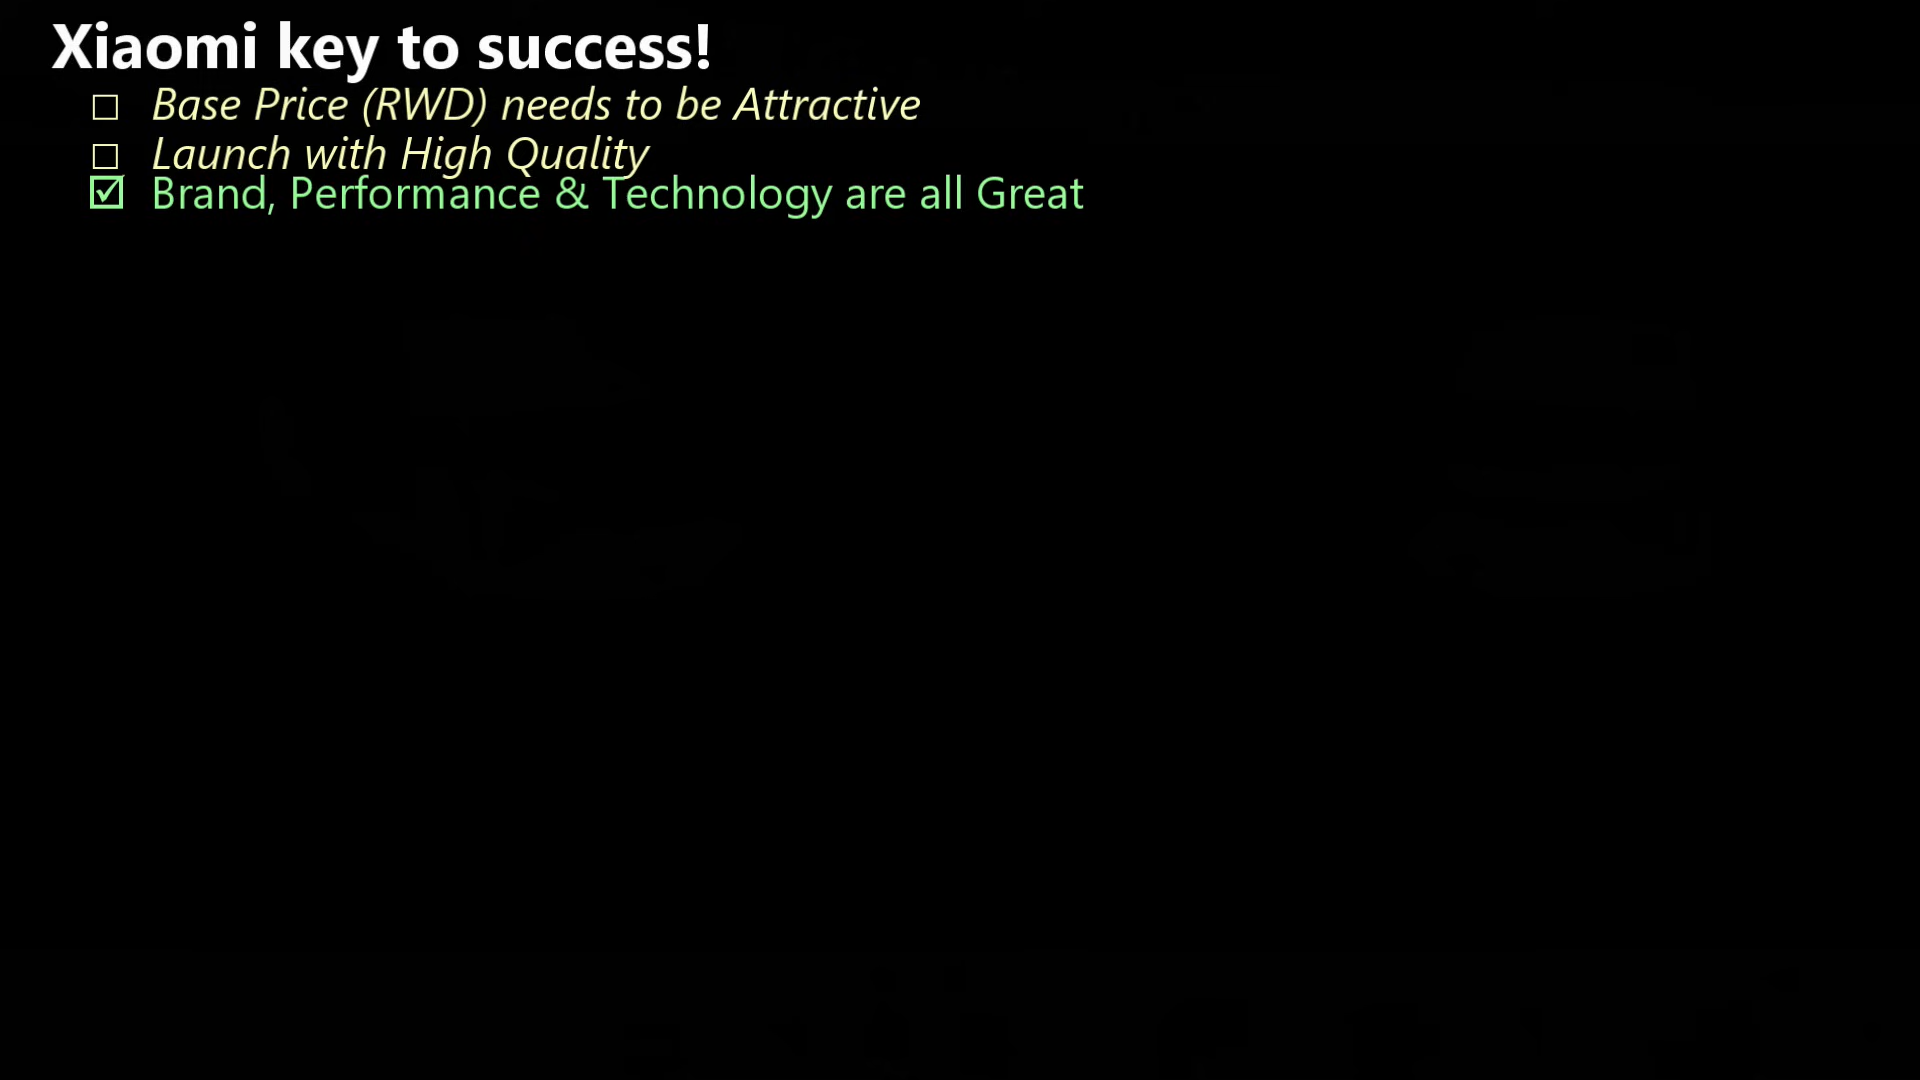 Xiaomi key to success!
☐ Base Price (RWD) needs to be Attractive
☐ Launch with High Quality
☑ Brand, Performance & Technology are all Great